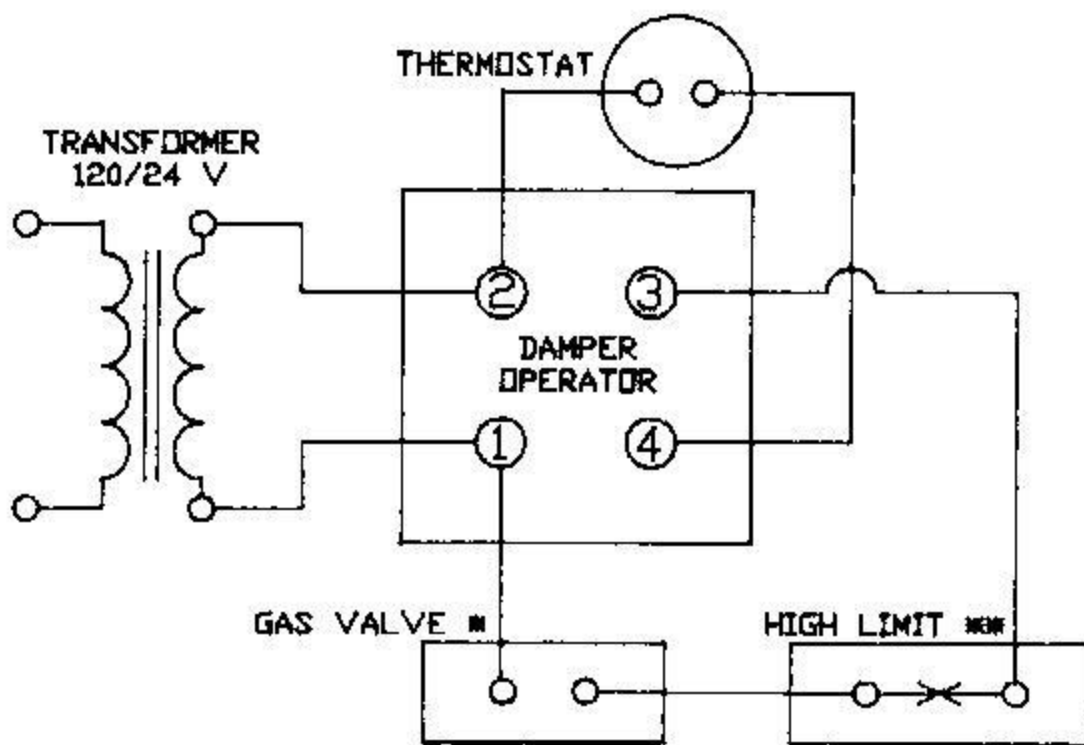 THERMOSTAT
TRANSFORMER
120/24 V
2
3
DAMPER
OPERATOR
1
4
GAS VALVE *
HIGH LIMIT **